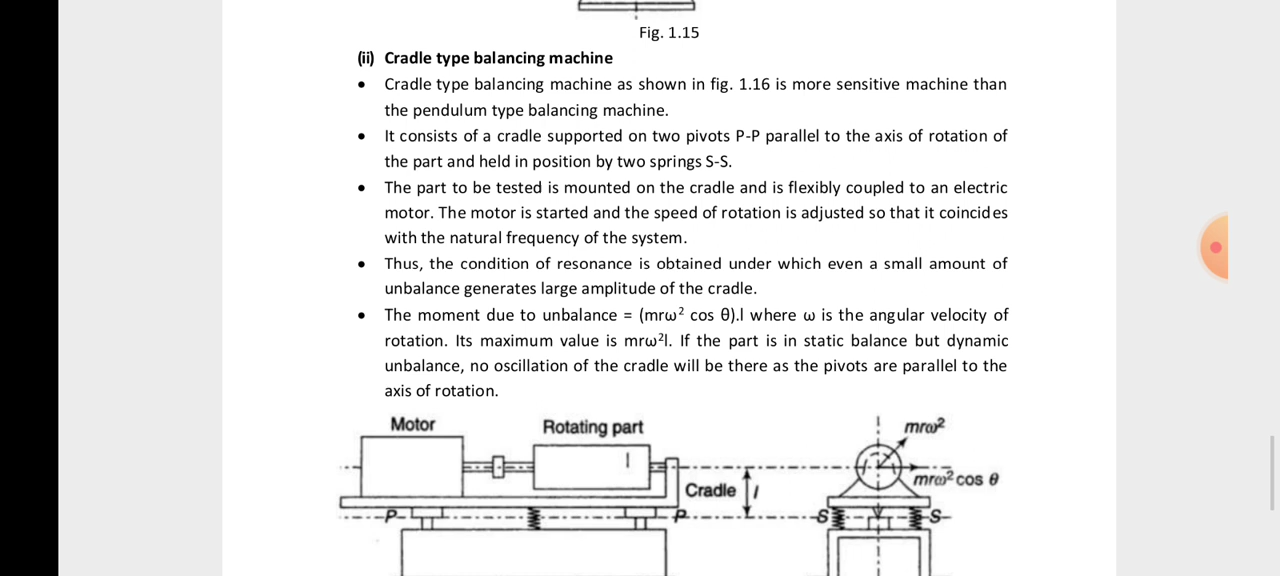 Fig. 1.15
(ii) Cradle type balancing machine
• Cradle type balancing machine as shown in fig. 1.16 is more sensitive machine than
the pendulum type balancing machine.
• It consists of a cradle supported on two pivots P-P parallel to the axis of rotation of
the part and held in position by two springs S-S.
• The part to be tested is mounted on the cradle and is flexibly coupled to an electric
motor. The motor is started and the speed of rotation is adjusted so that it coincides
with the natural frequency of the system.
• Thus, the condition of resonance is obtained under which even a small amount of
unbalance generates large amplitude of the cradle.
• The moment due to unbalance = (mrω² cos θ).l where ω is the angular velocity of
rotation. Its maximum value is mrω²l. If the part is in static balance but dynamic
unbalance, no oscillation of the cradle will be there as the pivots are parallel to the
axis of rotation.
Motor Rotating part mrω²
mrω² cos θ
Cradle l
P P S S